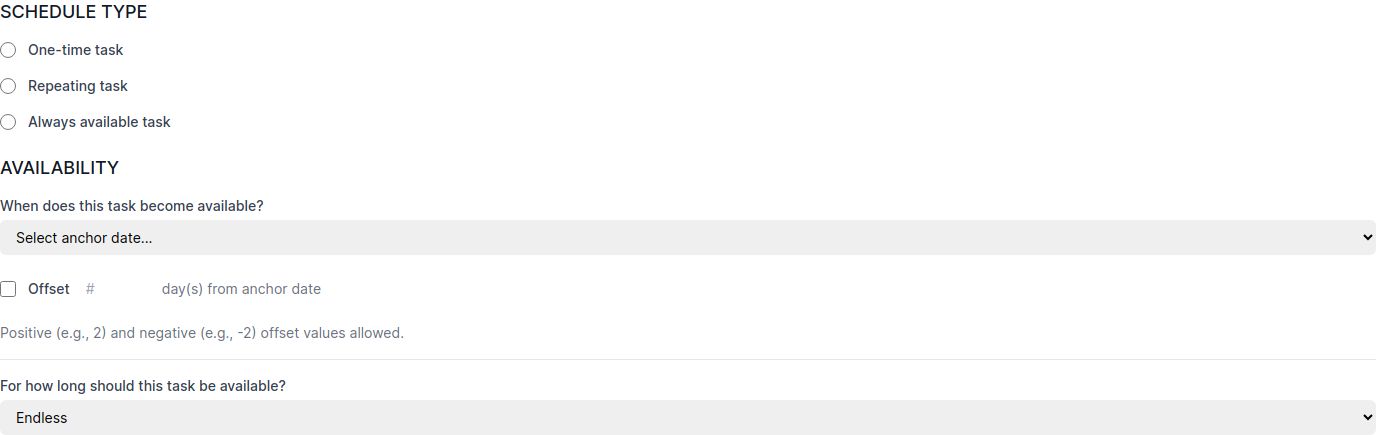 SCHEDULE TYPE
One-time task
Repeating task
Always available task
AVAILABILITY
When does this task become available?
Select anchor date...
Offset # day(s) from anchor date
Positive (e.g., 2) and negative (e.g., -2) offset values allowed.
For how long should this task be available?
Endless